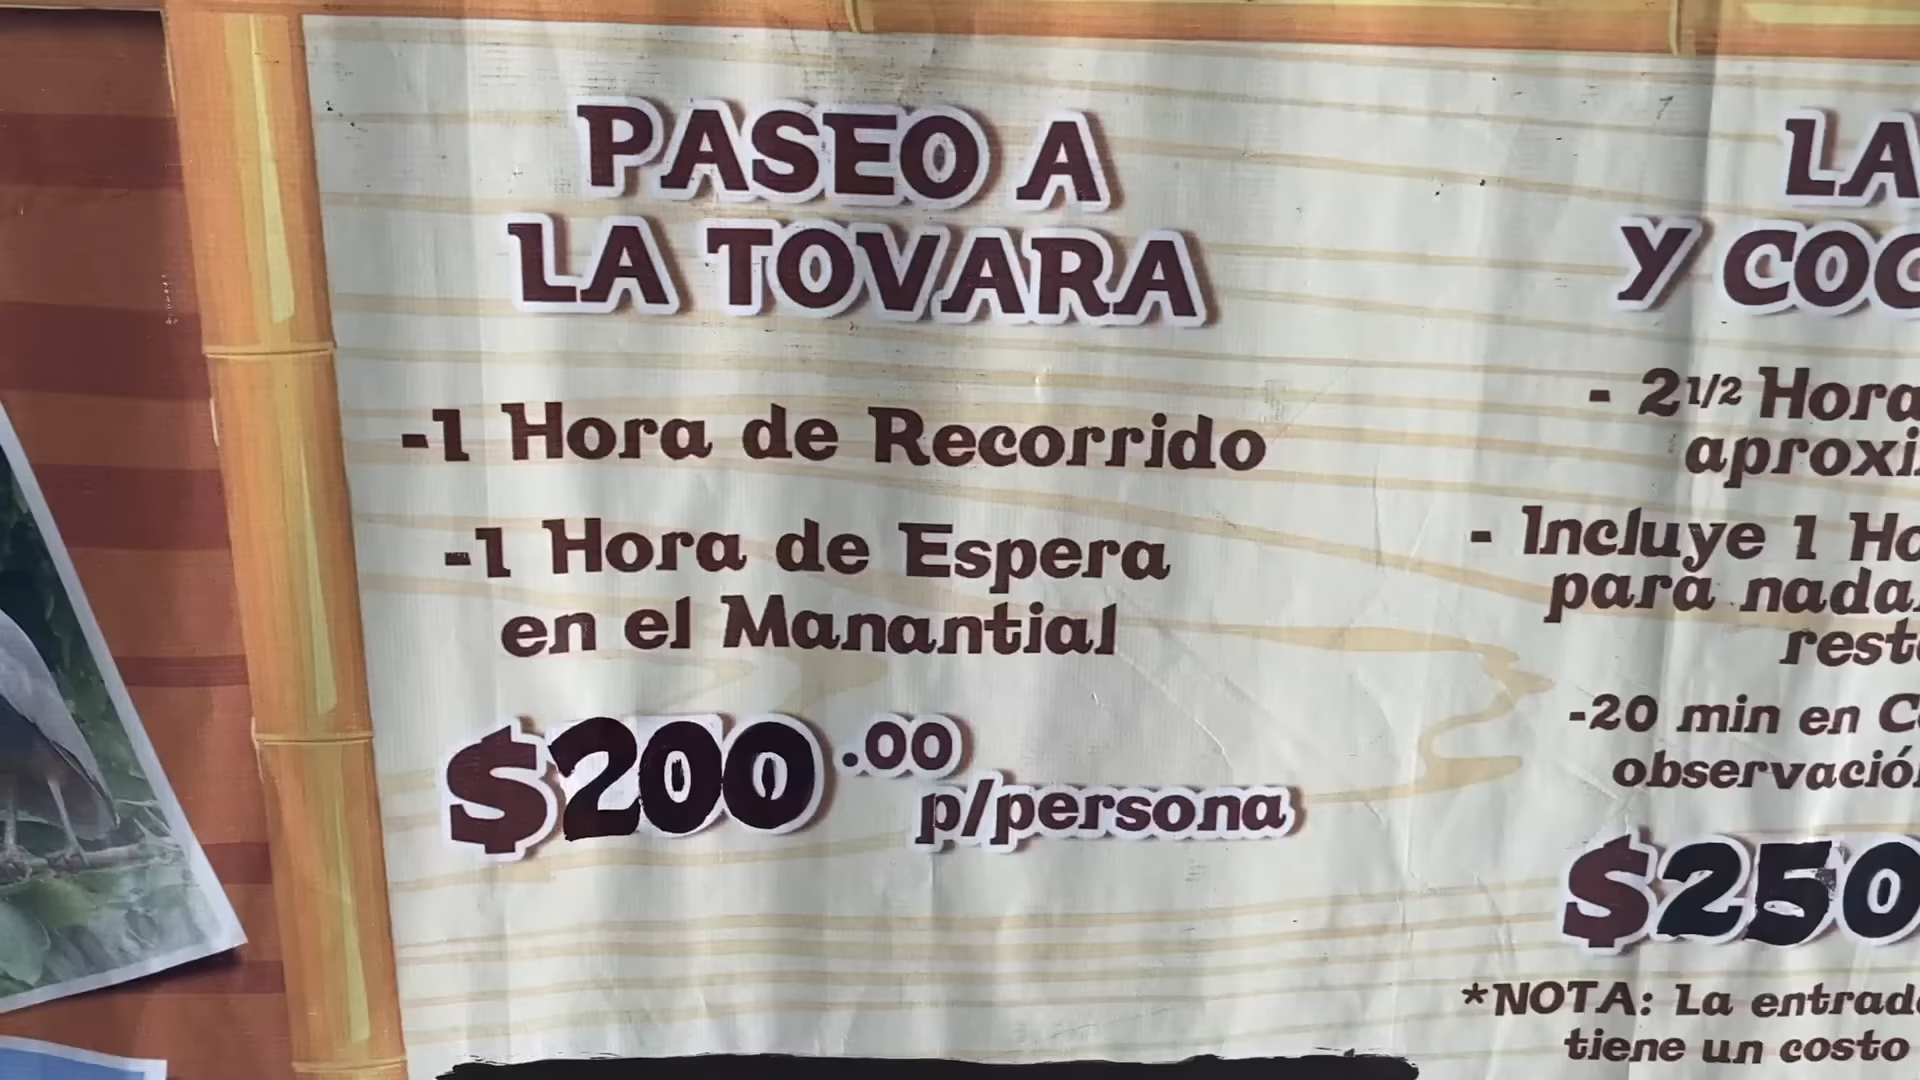 PASEO A
LA TOVARA
-1 Hora de Recorrido
-1 Hora de Espera
en el Manantial
$200.00
p/persona
LA
Y COC
- 2 1/2 Hora
aproxi
- Incluye 1 Ho
para nada
rest
-20 min en C
observació
$250
*NOTA: La entrad
tiene un costo